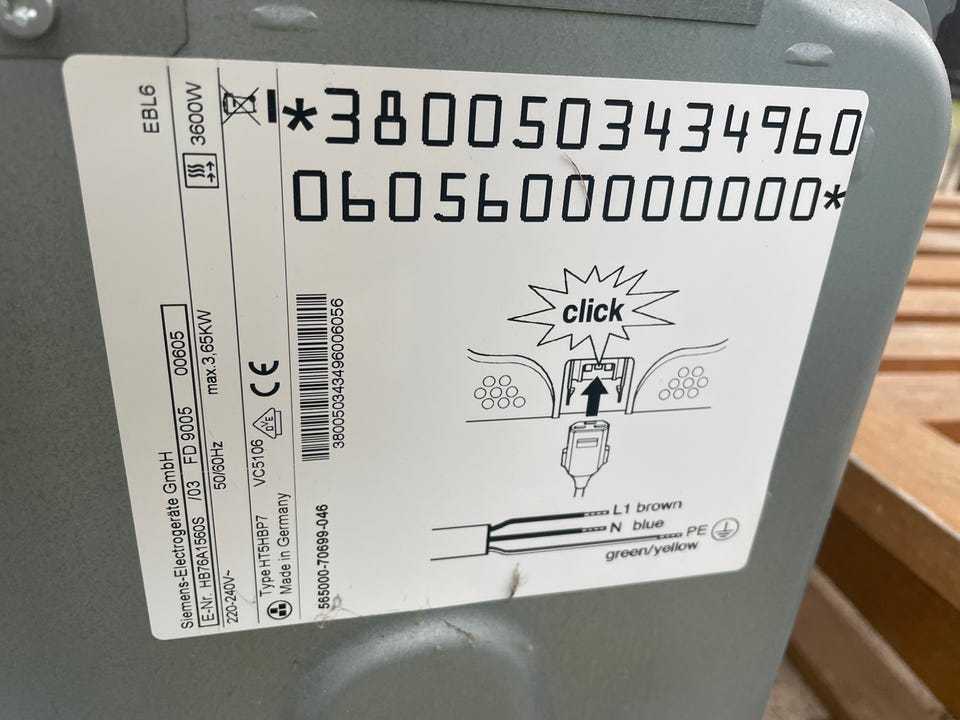 EBL6
3600W
Siemens-Electrogeräte GmbH
E-Nr. HB76A1560S /03 FD 9005 00605
220-240V~ 50/60Hz max.3,65KW
Type HT5HBP7 VC5106
Made in Germany
CE
565000-70699-046
380050343496006056
*3800503434960
0605600000000*
click
L1 brown
N blue
PE
green/yellow